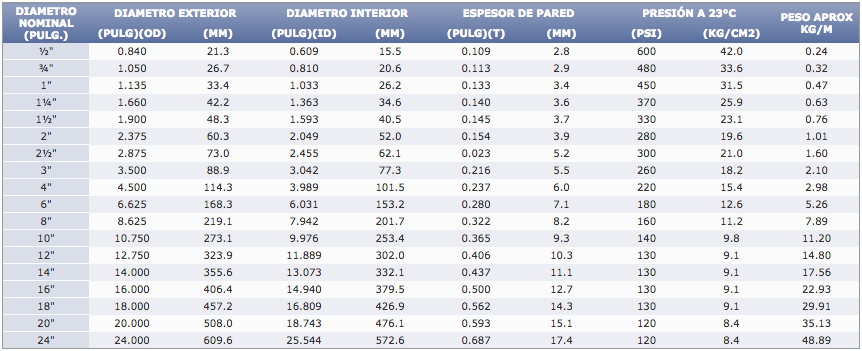 DIAMETRO NOMINAL (PULG.) DIAMETRO EXTERIOR DIAMETRO INTERIOR ESPESOR DE PARED PRESIÓN A 23°C PESO APROX KG/M
(PULG)(OD) (MM) (PULG)(ID) (MM) (PULG)(T) (MM) (PSI) (KG/CM2)
½" 0.840 21.3 0.609 15.5 0.109 2.8 600 42.0 0.24
¾" 1.050 26.7 0.810 20.6 0.113 2.9 480 33.6 0.32
1" 1.135 33.4 1.033 26.2 0.133 3.4 450 31.5 0.47
1¼" 1.660 42.2 1.363 34.6 0.140 3.6 370 25.9 0.63
1½" 1.900 48.3 1.593 40.5 0.145 3.7 330 23.1 0.76
2" 2.375 60.3 2.049 52.0 0.154 3.9 280 19.6 1.01
2½" 2.875 73.0 2.455 62.1 0.023 5.2 300 21.0 1.60
3" 3.500 88.9 3.042 77.3 0.216 5.5 260 18.2 2.10
4" 4.500 114.3 3.989 101.5 0.237 6.0 220 15.4 2.98
6" 6.625 168.3 6.031 153.2 0.280 7.1 180 12.6 5.26
8" 8.625 219.1 7.942 201.7 0.322 8.2 160 11.2 7.89
10" 10.750 273.1 9.976 253.4 0.365 9.3 140 9.8 11.20
12" 12.750 323.9 11.889 302.0 0.406 10.3 130 9.1 14.80
14" 14.000 355.6 13.073 332.1 0.437 11.1 130 9.1 17.56
16" 16.000 406.4 14.940 379.5 0.500 12.7 130 9.1 22.93
18" 18.000 457.2 16.809 426.9 0.562 14.3 130 9.1 29.91
20" 20.000 508.0 18.743 476.1 0.593 15.1 120 8.4 35.13
24" 24.000 609.6 25.544 572.6 0.687 17.4 120 8.4 48.89